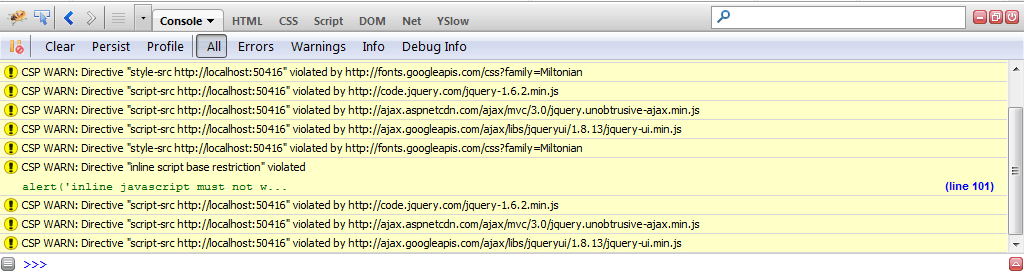 Console HTML CSS Script DOM Net YSlow
Clear Persist Profile All Errors Warnings Info Debug Info
CSP WARN: Directive "style-src http://localhost:50416" violated by http://fonts.googleapis.com/css?family=Miltonian
CSP WARN: Directive "script-src http://localhost:50416" violated by http://code.jquery.com/jquery-1.6.2.min.js
CSP WARN: Directive "script-src http://localhost:50416" violated by http://ajax.aspnetcdn.com/ajax/mvc/3.0/jquery.unobtrusive-ajax.min.js
CSP WARN: Directive "script-src http://localhost:50416" violated by http://ajax.googleapis.com/ajax/libs/jqueryui/1.8.13/jquery-ui.min.js
CSP WARN: Directive "style-src http://localhost:50416" violated by http://fonts.googleapis.com/css?family=Miltonian
CSP WARN: Directive "inline script base restriction" violated
alert('inline javascript must not w... (line 101)
CSP WARN: Directive "script-src http://localhost:50416" violated by http://code.jquery.com/jquery-1.6.2.min.js
CSP WARN: Directive "script-src http://localhost:50416" violated by http://ajax.aspnetcdn.com/ajax/mvc/3.0/jquery.unobtrusive-ajax.min.js
CSP WARN: Directive "script-src http://localhost:50416" violated by http://ajax.googleapis.com/ajax/libs/jqueryui/1.8.13/jquery-ui.min.js
>>>